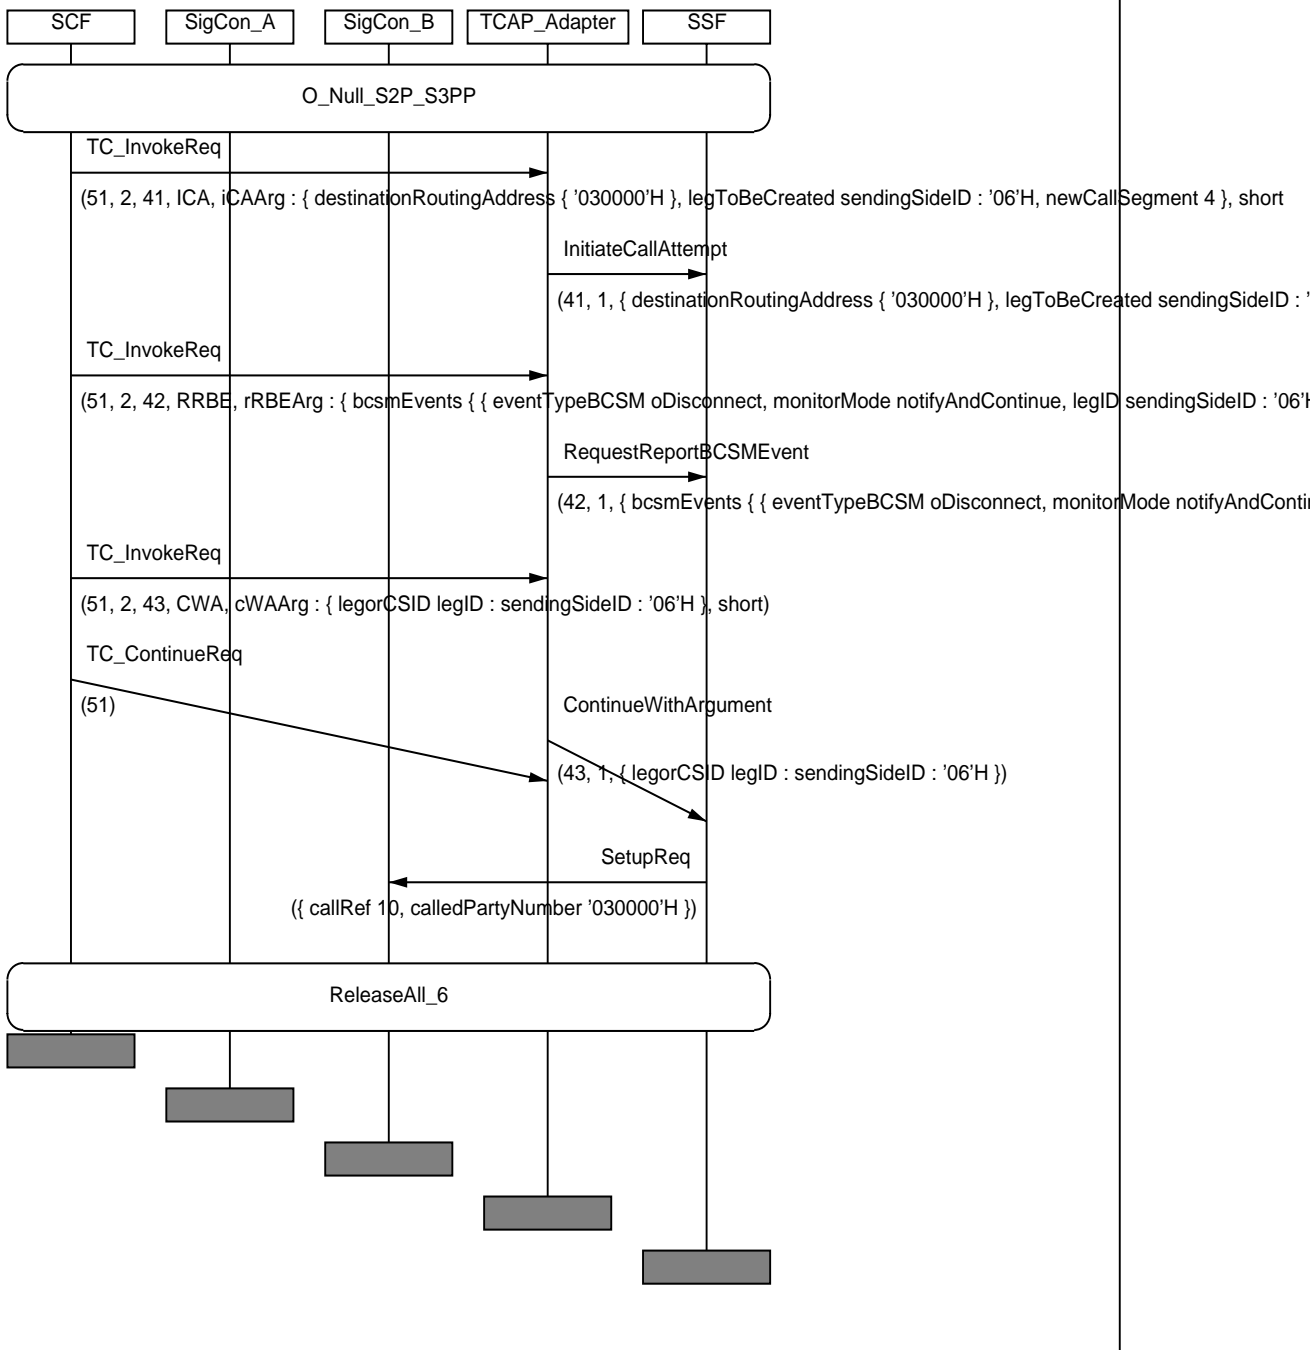 SCF SigCon_A SigCon_B TCAP_Adapter SSF
O_Null_S2P_S3PP
TC_InvokeReq
(51, 2, 41, ICA, iCAArg : { destinationRoutingAddress { '030000'H }, legToBeCreated sendingSideID : '06'H, newCallSegment 4 }, short
InitiateCallAttempt
(41, 1, { destinationRoutingAddress { '030000'H }, legToBeCreated sendingSideID : '
TC_InvokeReq
(51, 2, 42, RRBE, rRBEArg : { bcsmEvents { { eventTypeBCSM oDisconnect, monitorMode notifyAndContinue, legID sendingSideID : '06'H
RequestReportBCSMEvent
(42, 1, { bcsmEvents { { eventTypeBCSM oDisconnect, monitorMode notifyAndConti
TC_InvokeReq
(51, 2, 43, CWA, cWAArg : { legorCSID legID : sendingSideID : '06'H }, short)
TC_ContinueReq
(51) ContinueWithArgument
(43, 1, { legorCSID legID : sendingSideID : '06'H })
SetupReq
({ callRef 10, calledPartyNumber '030000'H })
ReleaseAll_6